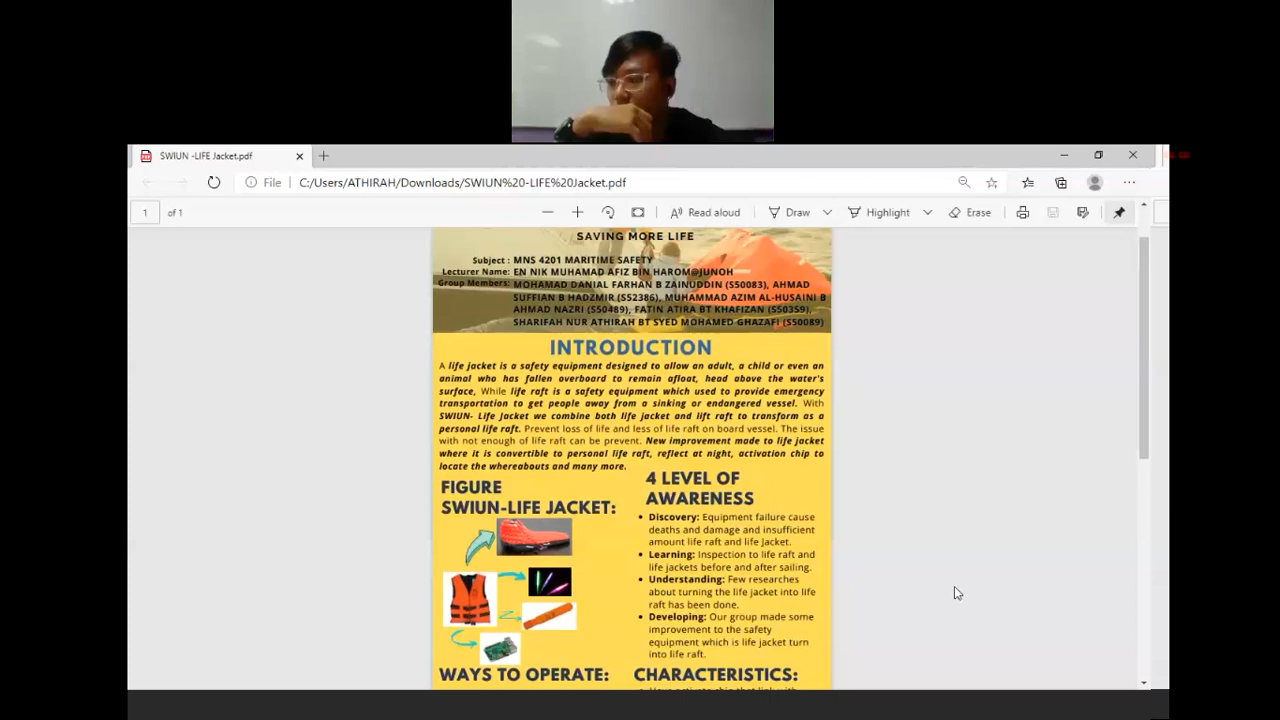 SWIUN -LIFE Jacket.pdf
File C:/Users/ATHIRAH/Downloads/SWIUN%20-LIFE%20Jacket.pdf
1 of 1
Read aloud
Draw
Highlight
Erase
SAVING MORE LIFE
Subject : MNS 4201 MARITIME SAFETY
Lecturer Name: EN NIK MUHAMAD AFIZ BIN HAROM@JUNOH
Group Members: MOHAMAD DANIAL FARHAN B ZAINUDDIN (S50083), AHMAD
SUFFIAN B HADZMIR (S52386), MUHAMMAD AZIM AL-HUSAINI B
AHMAD NAZRI (S50489), FATIN ATIRA BT KHAFIZAN (S50359),
SHARIFAH NUR ATHIRAH BT SYED MOHAMED GHAZAFI (S50089)
INTRODUCTION
A life jacket is a safety equipment designed to allow an adult, a child or even an
animal who has fallen overboard to remain afloat, head above the water's
surface, While life raft is a safety equipment which used to provide emergency
transportation to get people away from a sinking or endangered vessel. With
SWIUN- Life Jacket we combine both life jacket and lift raft to transform as a
personal life raft. Prevent loss of life and less of life raft on board vessel. The issue
with not enough of life raft can be prevent. New improvement made to life jacket
where it is convertible to personal life raft, reflect at night, activation chip to
locate the whereabouts and many more.
FIGURE
SWIUN-LIFE JACKET:
4 LEVEL OF
AWARENESS
Discovery: Equipment failure cause
deaths and damage and insufficient
amount life raft and life Jacket.
Learning: Inspection to life raft and
life jackets before and after sailing.
Understanding: Few researches
about turning the life jacket into life
raft has been done.
Developing: Our group made some
improvement to the safety
equipment which is life jacket turn
into life raft.
WAYS TO OPERATE:
CHARACTERISTICS: